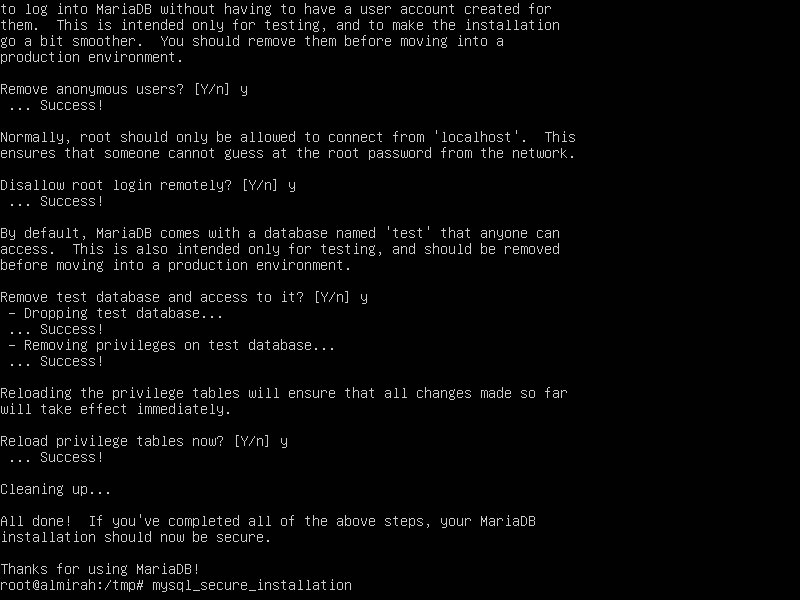 to log into MariaDB without having to have a user account created for
them.  This is intended only for testing, and to make the installation
go a bit smoother.  You should remove them before moving into a
production environment.
Remove anonymous users? [Y/n] y
 ... Success!
Normally, root should only be allowed to connect from 'localhost'.  This
ensures that someone cannot guess at the root password from the network.
Disallow root login remotely? [Y/n] y
 ... Success!
By default, MariaDB comes with a database named 'test' that anyone can
access.  This is also intended only for testing, and should be removed
before moving into a production environment.
Remove test database and access to it? [Y/n] y
 - Dropping test database...
 ... Success!
 - Removing privileges on test database...
 ... Success!
Reloading the privilege tables will ensure that all changes made so far
will take effect immediately.
Reload privilege tables now? [Y/n] y
 ... Success!
Cleaning up...
All done!  If you've completed all of the above steps, your MariaDB
installation should now be secure.
Thanks for using MariaDB!
root@almirah:/tmp# mysql_secure_installation